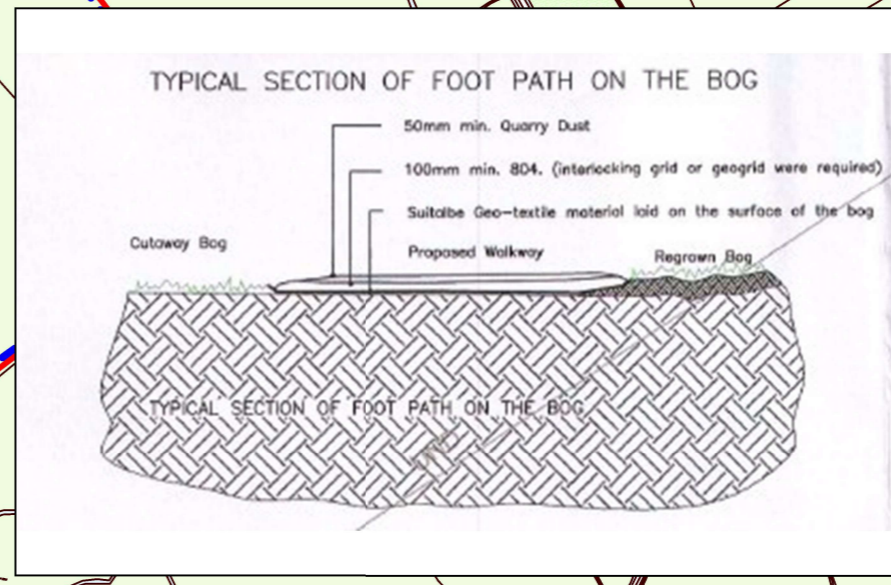 TYPICAL SECTION OF FOOT PATH ON THE BOG
50mm min. Quarry Dust
100mm min. 804. (interlocking grid or geogrid were required)
Suitalbe Geo-textile material laid on the surface of the bog
Cutaway Bog
Proposed Walkway
Regrown Bog
TYPICAL SECTION OF FOOT PATH ON THE BOG